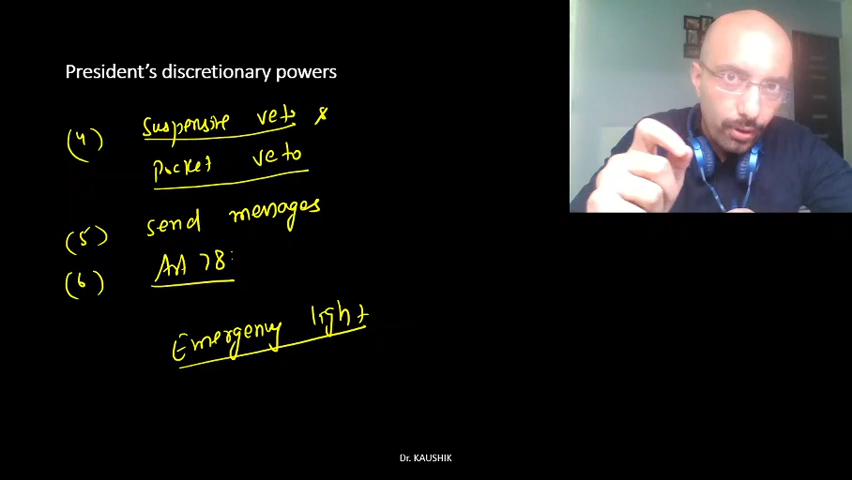 President's discretionary powers
(4) Suspensive veto &
Pocket veto
(5) send messages
(6) Art 78:
Emergency light
Dr. KAUSHIK